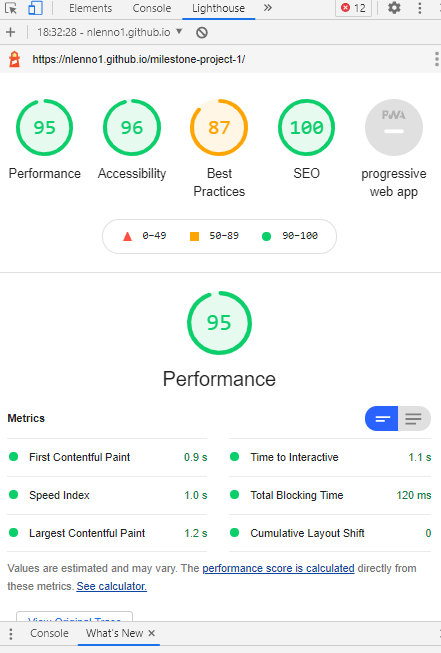 Elements Console Lighthouse » 12
+ 18:32:28 - nlenno1.github.io
https://nlenno1.github.io/milestone-project-1/
95 96 87 100 PWA
Performance Accessibility Best Practices SEO progressive web app
0–49 50–89 90–100
95
Performance
Metrics
First Contentful Paint 0.9 s Time to Interactive 1.1 s
Speed Index 1.0 s Total Blocking Time 120 ms
Largest Contentful Paint 1.2 s Cumulative Layout Shift 0
Values are estimated and may vary. The performance score is calculated directly from
these metrics. See calculator.
View Original Trace
Console What's New ×